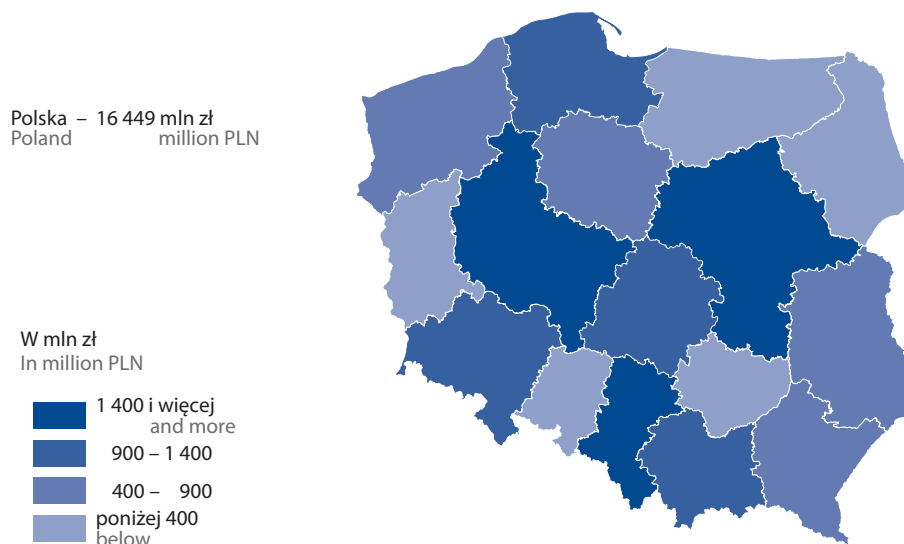 Polska – 16 449 mln zł
Poland million PLN
W mln zł
In million PLN
1 400 i więcej
and more
900 – 1 400
400 – 900
poniżej 400
below